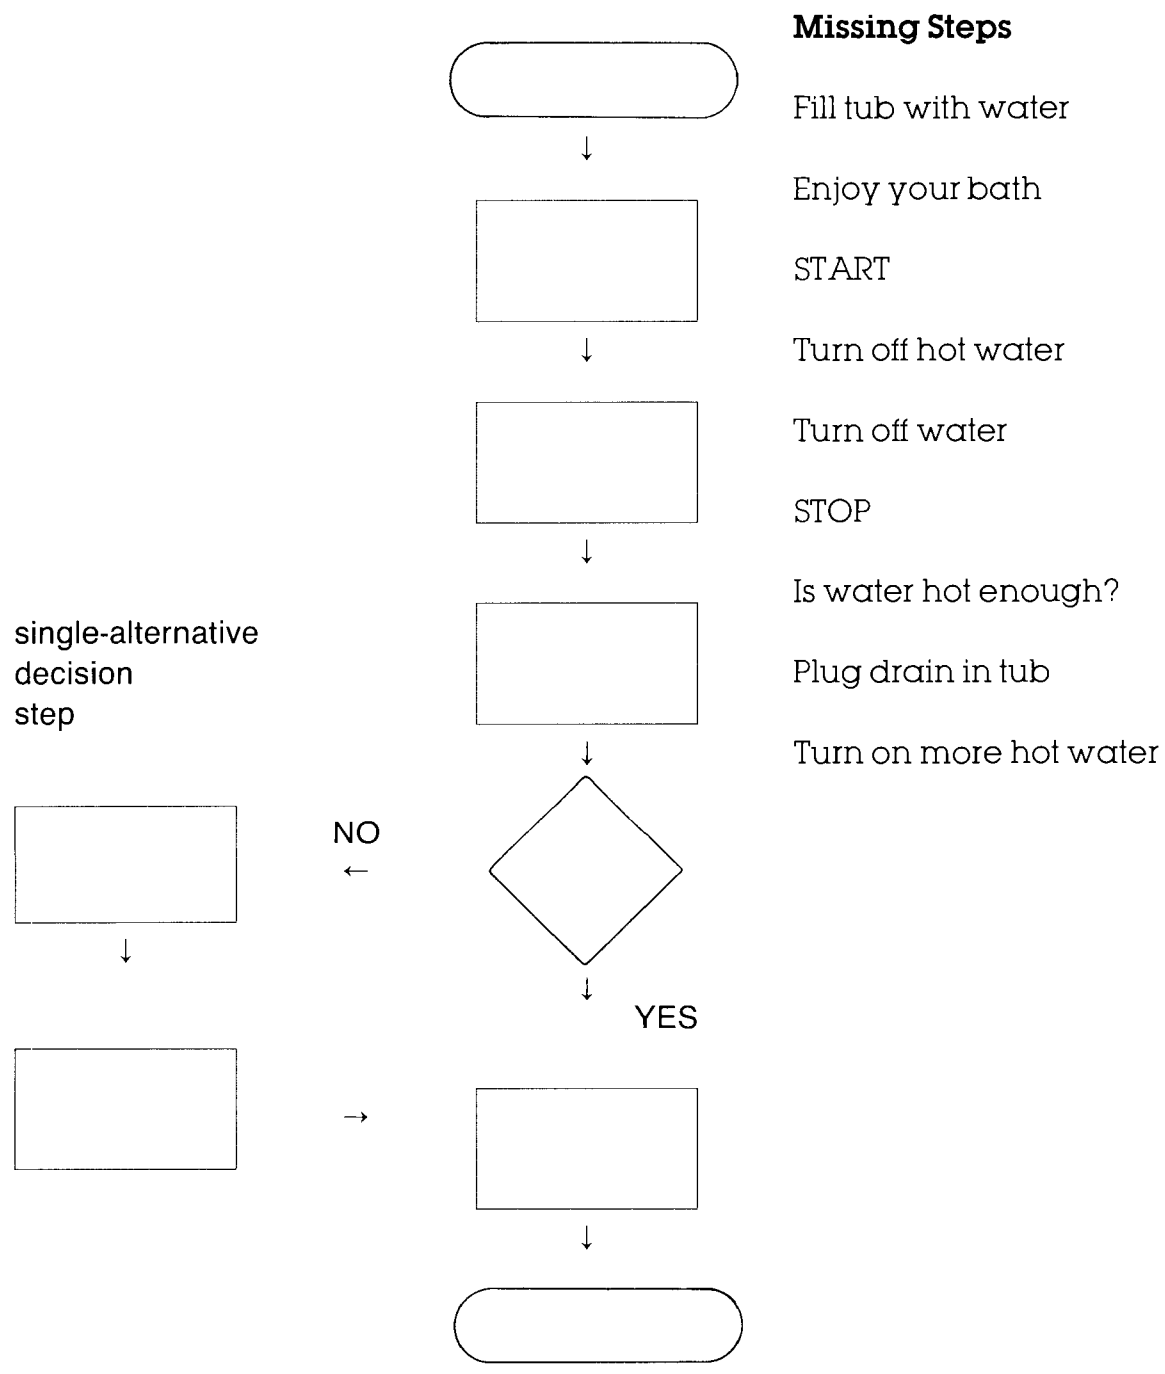 Missing Steps
Fill tub with water
Enjoy your bath
START
Turn off hot water
Turn off water
STOP
Is water hot enough?
Plug drain in tub
Turn on more hot water
single-alternative
decision
step
NO
YES